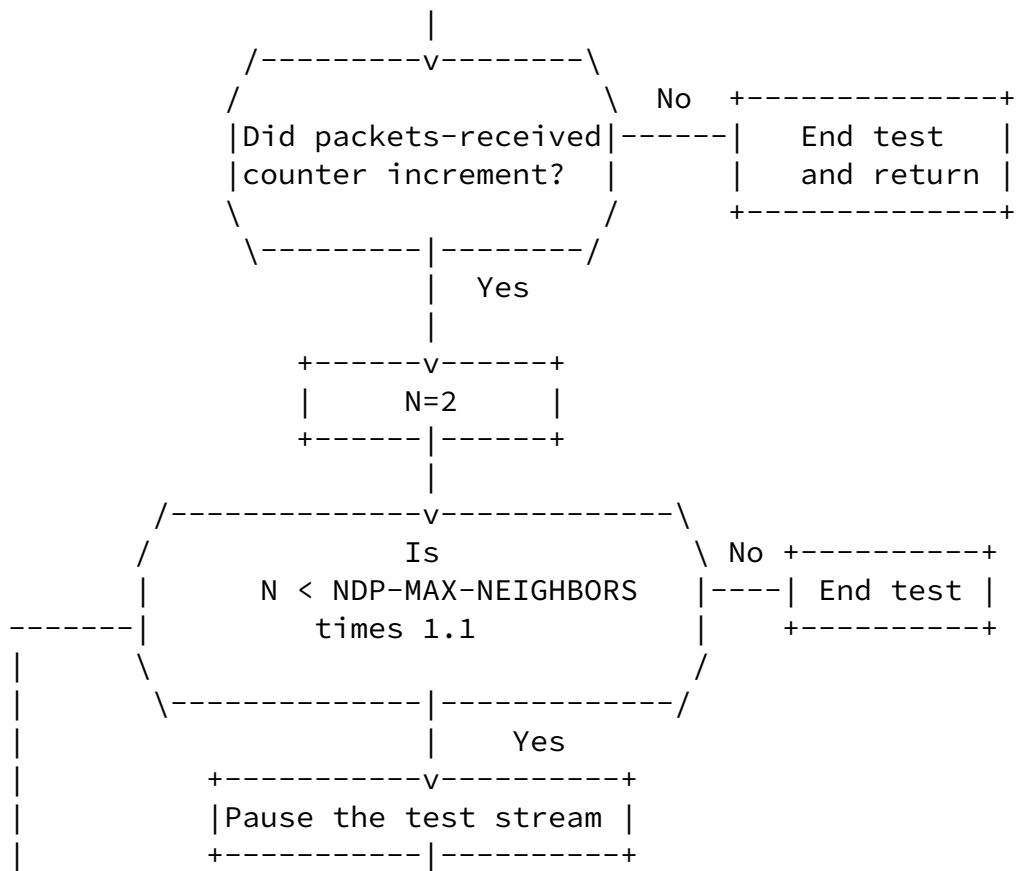 No
Did packets-received
End test
counter increment?
and return
Yes
N=2
Is
No
N < NDP-MAX-NEIGHBORS
End test
times 1.1
Yes
Pause the test stream